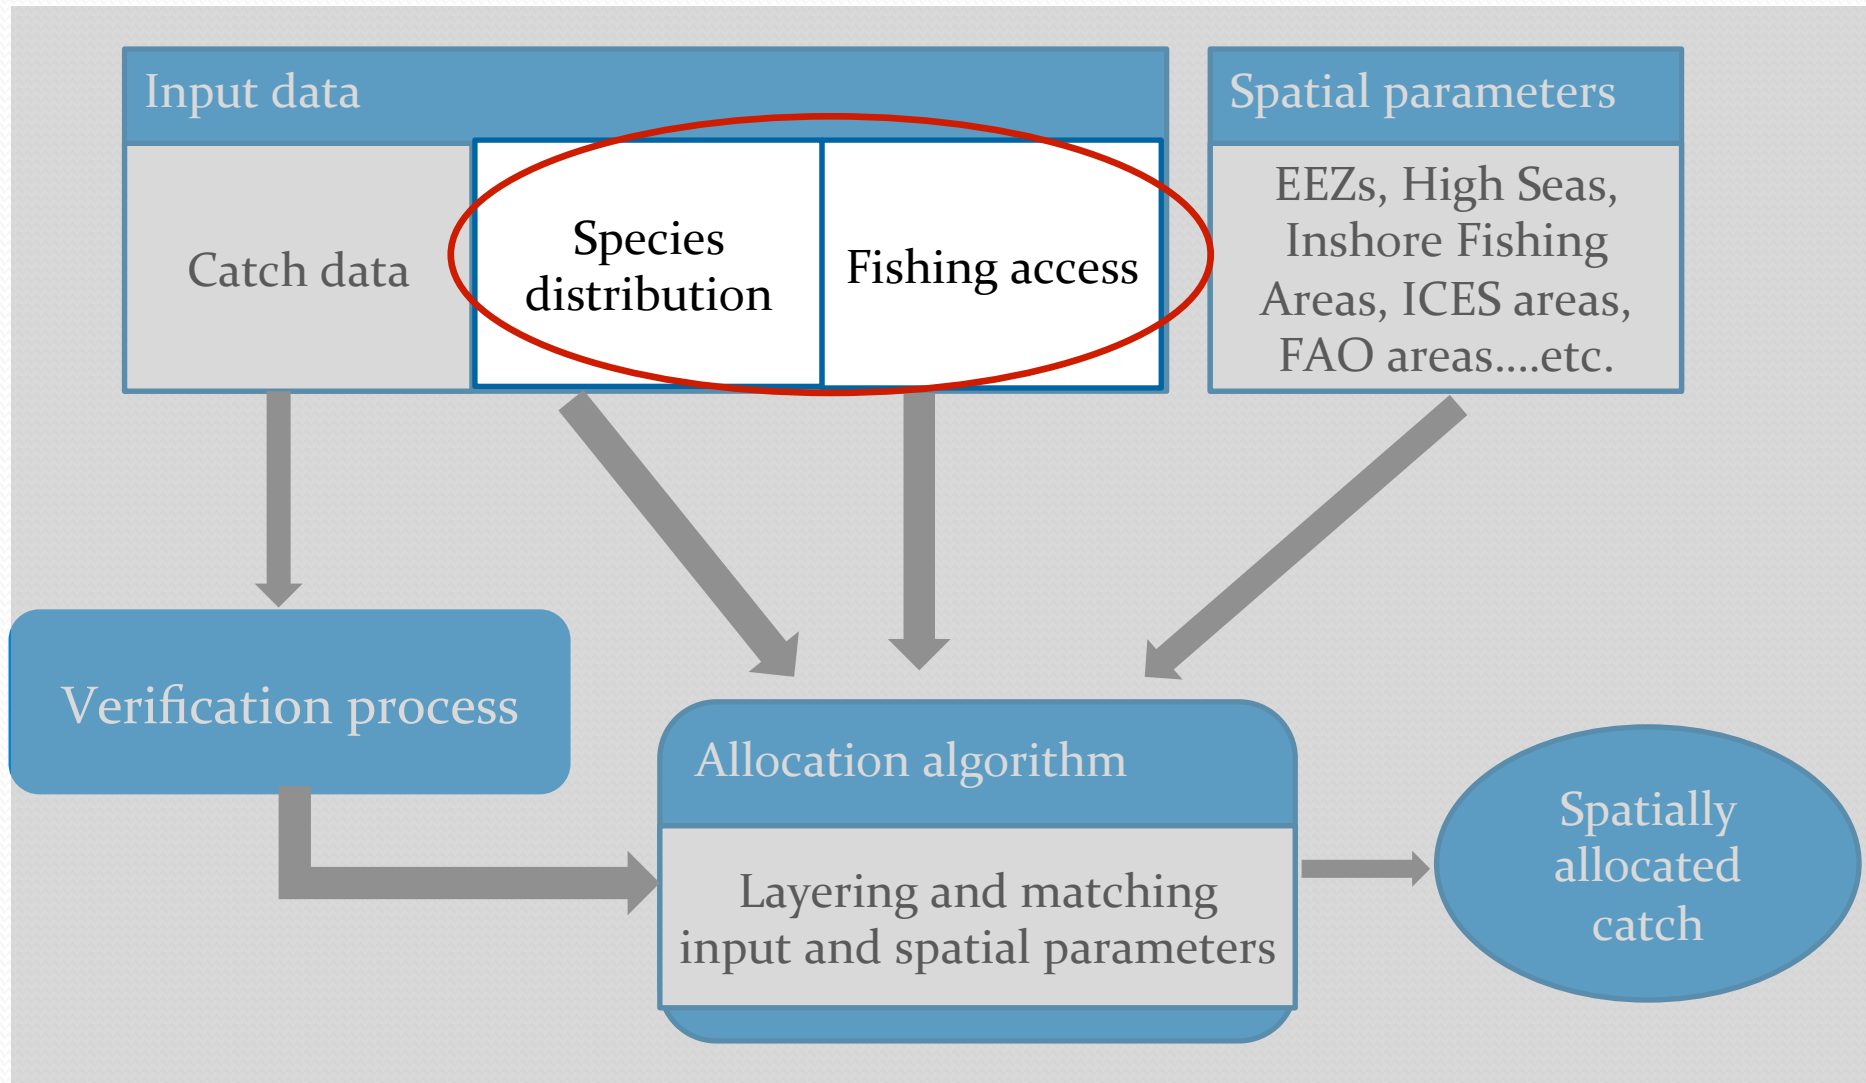 Input data
Catch data
Species
distribution
Fishing access
Spatial parameters
EEZs, High Seas,
Inshore Fishing
Areas, ICES areas,
FAO areas....etc.
Verification process
Allocation algorithm
Layering and matching
input and spatial parameters
Spatially
allocated
catch